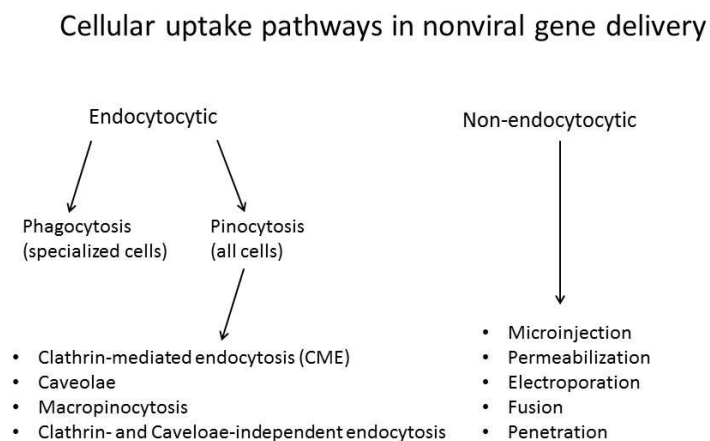 Cellular uptake pathways in nonviral gene delivery
Endocytocytic
Non-endocytocytic
Phagocytosis
(specialized cells)
Pinocytosis
(all cells)
• Clathrin-mediated endocytosis (CME)
• Caveolae
• Macropinocytosis
• Clathrin- and Caveloae-independent endocytosis
• Microinjection
• Permeabilization
• Electroporation
• Fusion
• Penetration